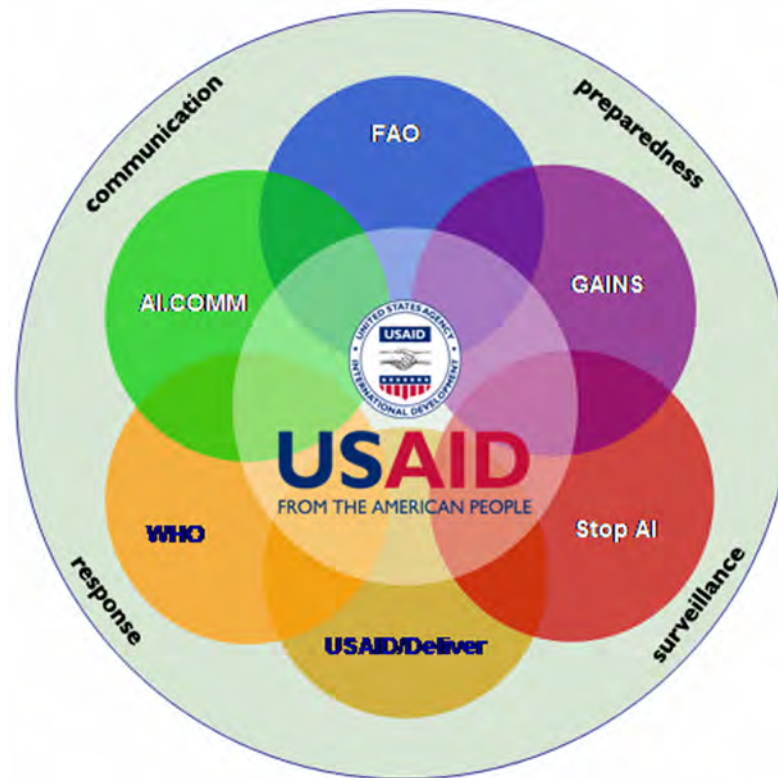 communication
preparedness
FAO
AI.COMM
GAINS
UNITED STATES AGENCY
USAID
INTERNATIONAL DEVELOPMENT
USAID
FROM THE AMERICAN PEOPLE
WHO
Stop AI
response
USAID/Deliver
surveillance